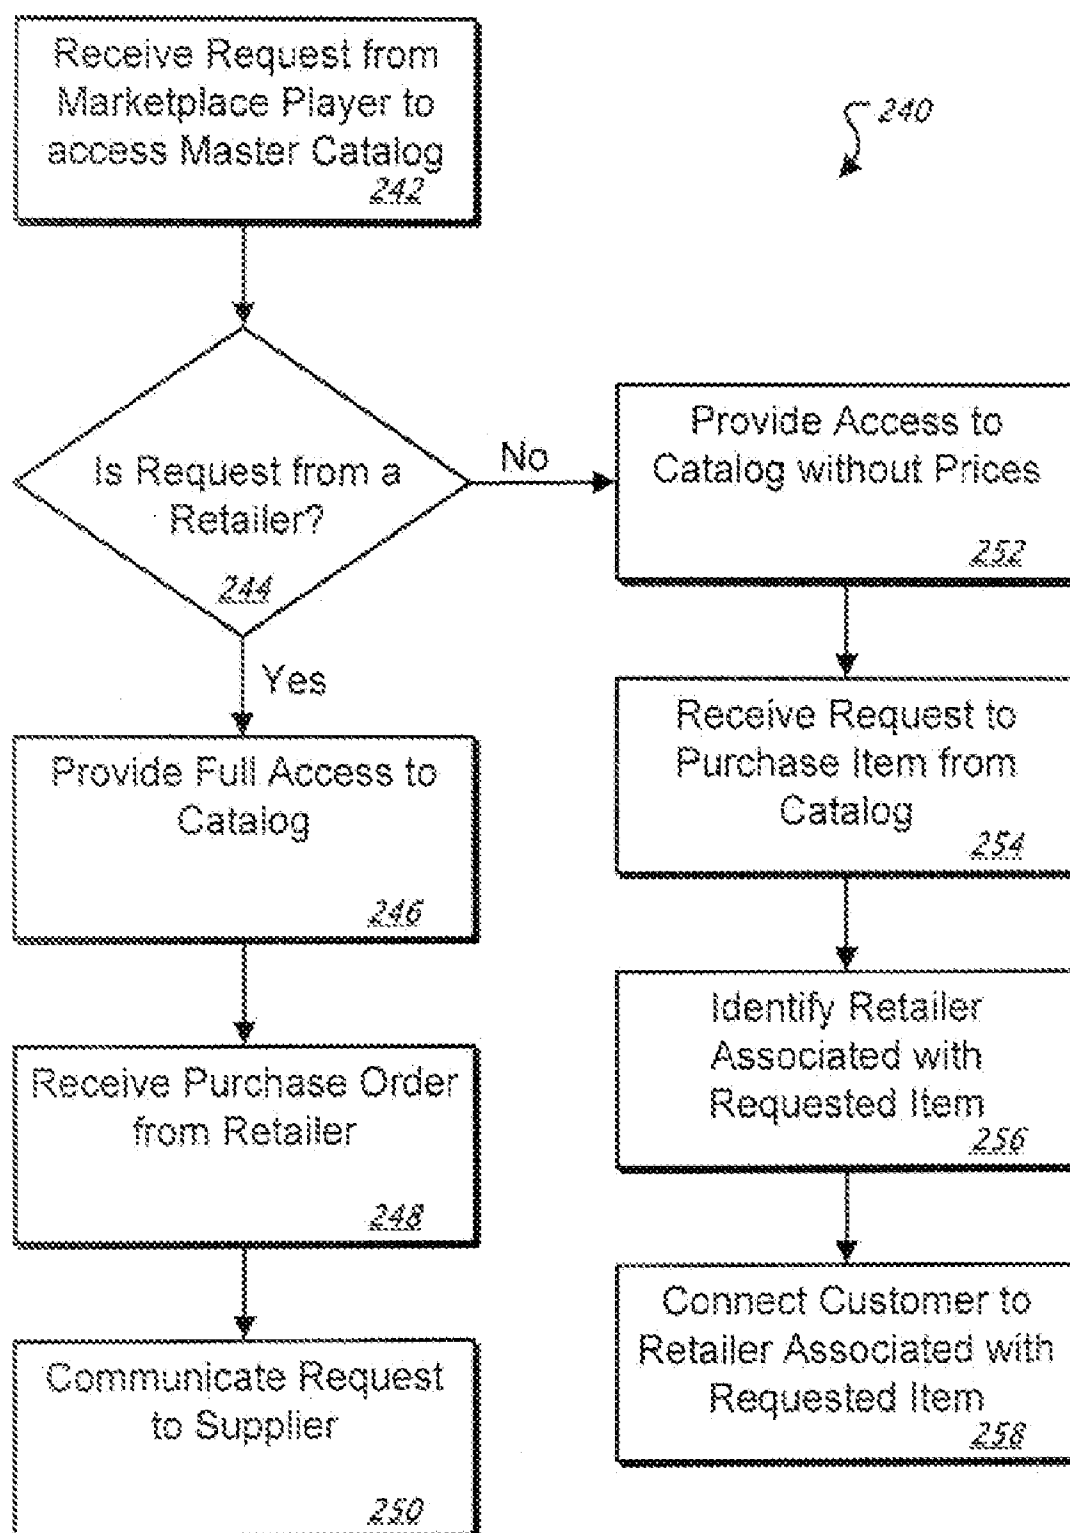 Receive Request from
Marketplace Player to
access Master Catalog
242
240
Is Request from a
Retailer?
244
No
Yes
Provide Full Access to
Catalog
246
Receive Purchase Order
from Retailer
248
Communicate Request
to Supplier
250
Provide Access to
Catalog without Prices
252
Receive Request to
Purchase Item from
Catalog
254
Identify Retailer
Associated with
Requested Item
256
Connect Customer to
Retailer Associated with
Requested Item
258